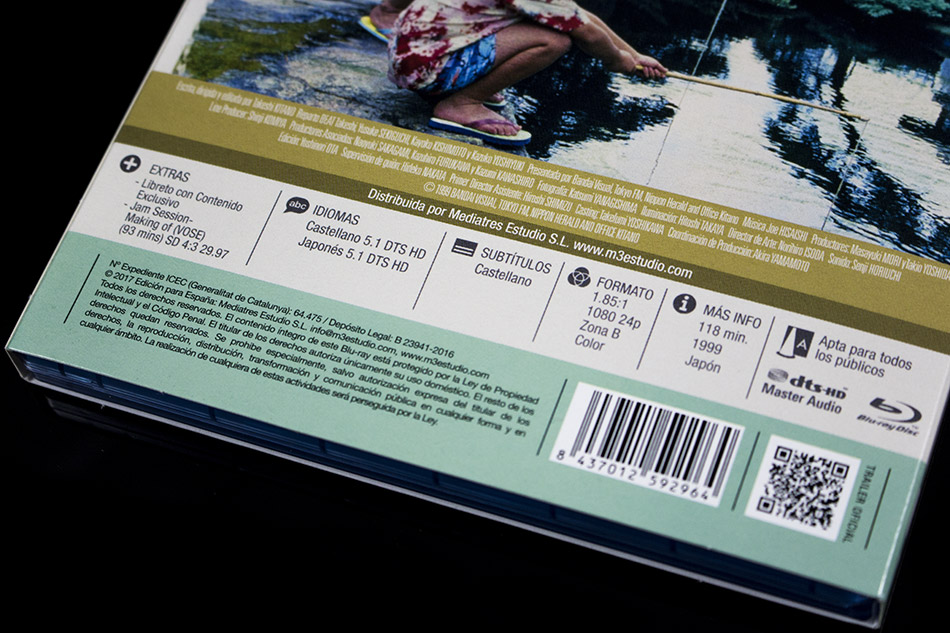 Escrita, dirigida y editada por Takeshi KITANO Reparto BEAT Takeshi, Yusuke SEKIGUCHI, Kayoko KISHIMOTO y Kazuko YOSHIYUKI Presentada por Bandai Visual, Tokyo FM, Nippon Herald and Office Kitano. Música Joe HISAISHI Productores: Masayuki MORI y Takio YOSHIDA
Line Producer: Shinji KOMIYA Productores Asociados: Noriyuki SAKAGAMI, Kazuhiro FURUKAWA y Kazumi KAWASHIRO Fotografía: Katsumi YANAGISHIMA Iluminación: Hitoshi TAKAYA Director de Arte: Norihiro ISODA Sonido: Senji HORIUCHI
Edición: Yoshinori OTA Supervisión de guion: Hideko NAKATA Primer Director Asistente: Hiroshi SHIMIZU Casting: Takefumi YOSHIKAWA Coordinación de Producción: Akira YAMAMOTO
© 1999 BANDAI VISUAL, TOKYO FM, NIPPON HERALD AND OFFICE KITANO
Distribuida por Mediatres Estudio S.L. www.m3estudio.com
EXTRAS
- Libreto con Contenido
Exclusivo
- Jam Session-
Making of (VOSE)
(93 mins) SD 4:3 29,97
abc IDIOMAS
Castellano 5.1 DTS HD
Japonés 5.1 DTS HD
SUBTÍTULOS
Castellano
FORMATO
1.85:1
1080 24p
Zona B
Color
MÁS INFO
118 min.
1999
Japón
A Apta para todos
los públicos
dts-HD
Master Audio
Blu-ray Disc
Nº Expediente ICEC (Generalitat de Catalunya): 64.475 / Depósito Legal: B 23941-2016
© 2017 Edición para España: Mediatres Estudio S.L. info@m3estudio.com, www.m3estudio.com
Todos los derechos reservados. El contenido íntegro de este Blu-ray está protegido por la Ley de Propiedad
Intelectual y el Código Penal. El titular de los derechos autoriza únicamente su uso doméstico. El resto de los
derechos quedan reservados. Se prohíbe especialmente, salvo autorización expresa del titular de los
derechos, la reproducción, distribución, transformación y comunicación pública en cualquier forma y en
cualquier ámbito. La realización de cualquiera de estas actividades será perseguida por la Ley.
8 437012 592964
TRAILER OFICIAL